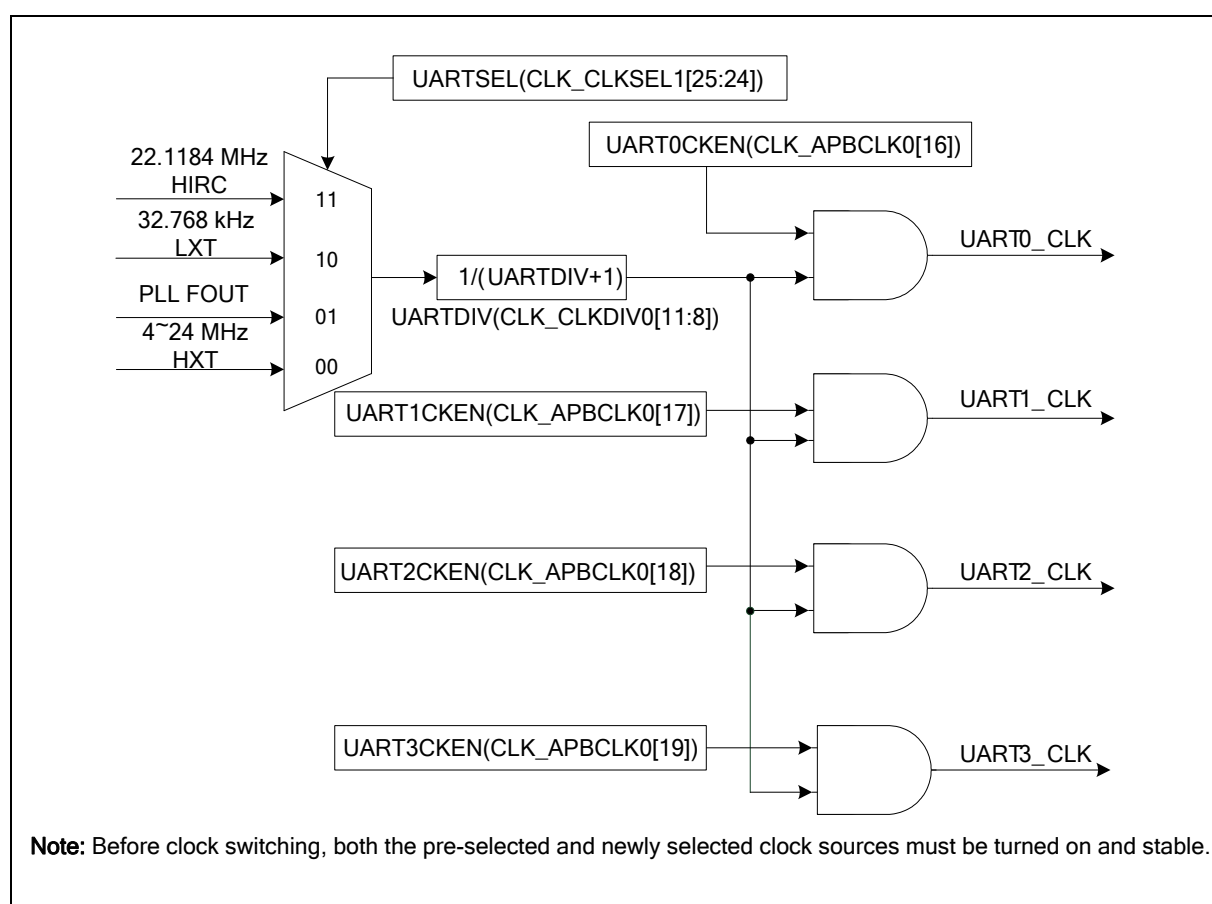 UARTSEL(CLK_CLKSEL1[25:24])
UART0CKEN(CLK_APBCLK0[16])
22.1184 MHz
HIRC
11
32.768 kHz
LXT
10
PLL FOUT
01
4~24 MHz
HXT
00
1/(UARTDIV+1)
UARTDIV(CLK_CLKDIV0[11:8])
UART0_CLK
UART1CKEN(CLK_APBCLK0[17])
UART1_CLK
UART2CKEN(CLK_APBCLK0[18])
UART2_CLK
UART3CKEN(CLK_APBCLK0[19])
UART3_CLK
Note: Before clock switching, both the pre-selected and newly selected clock sources must be turned on and stable.